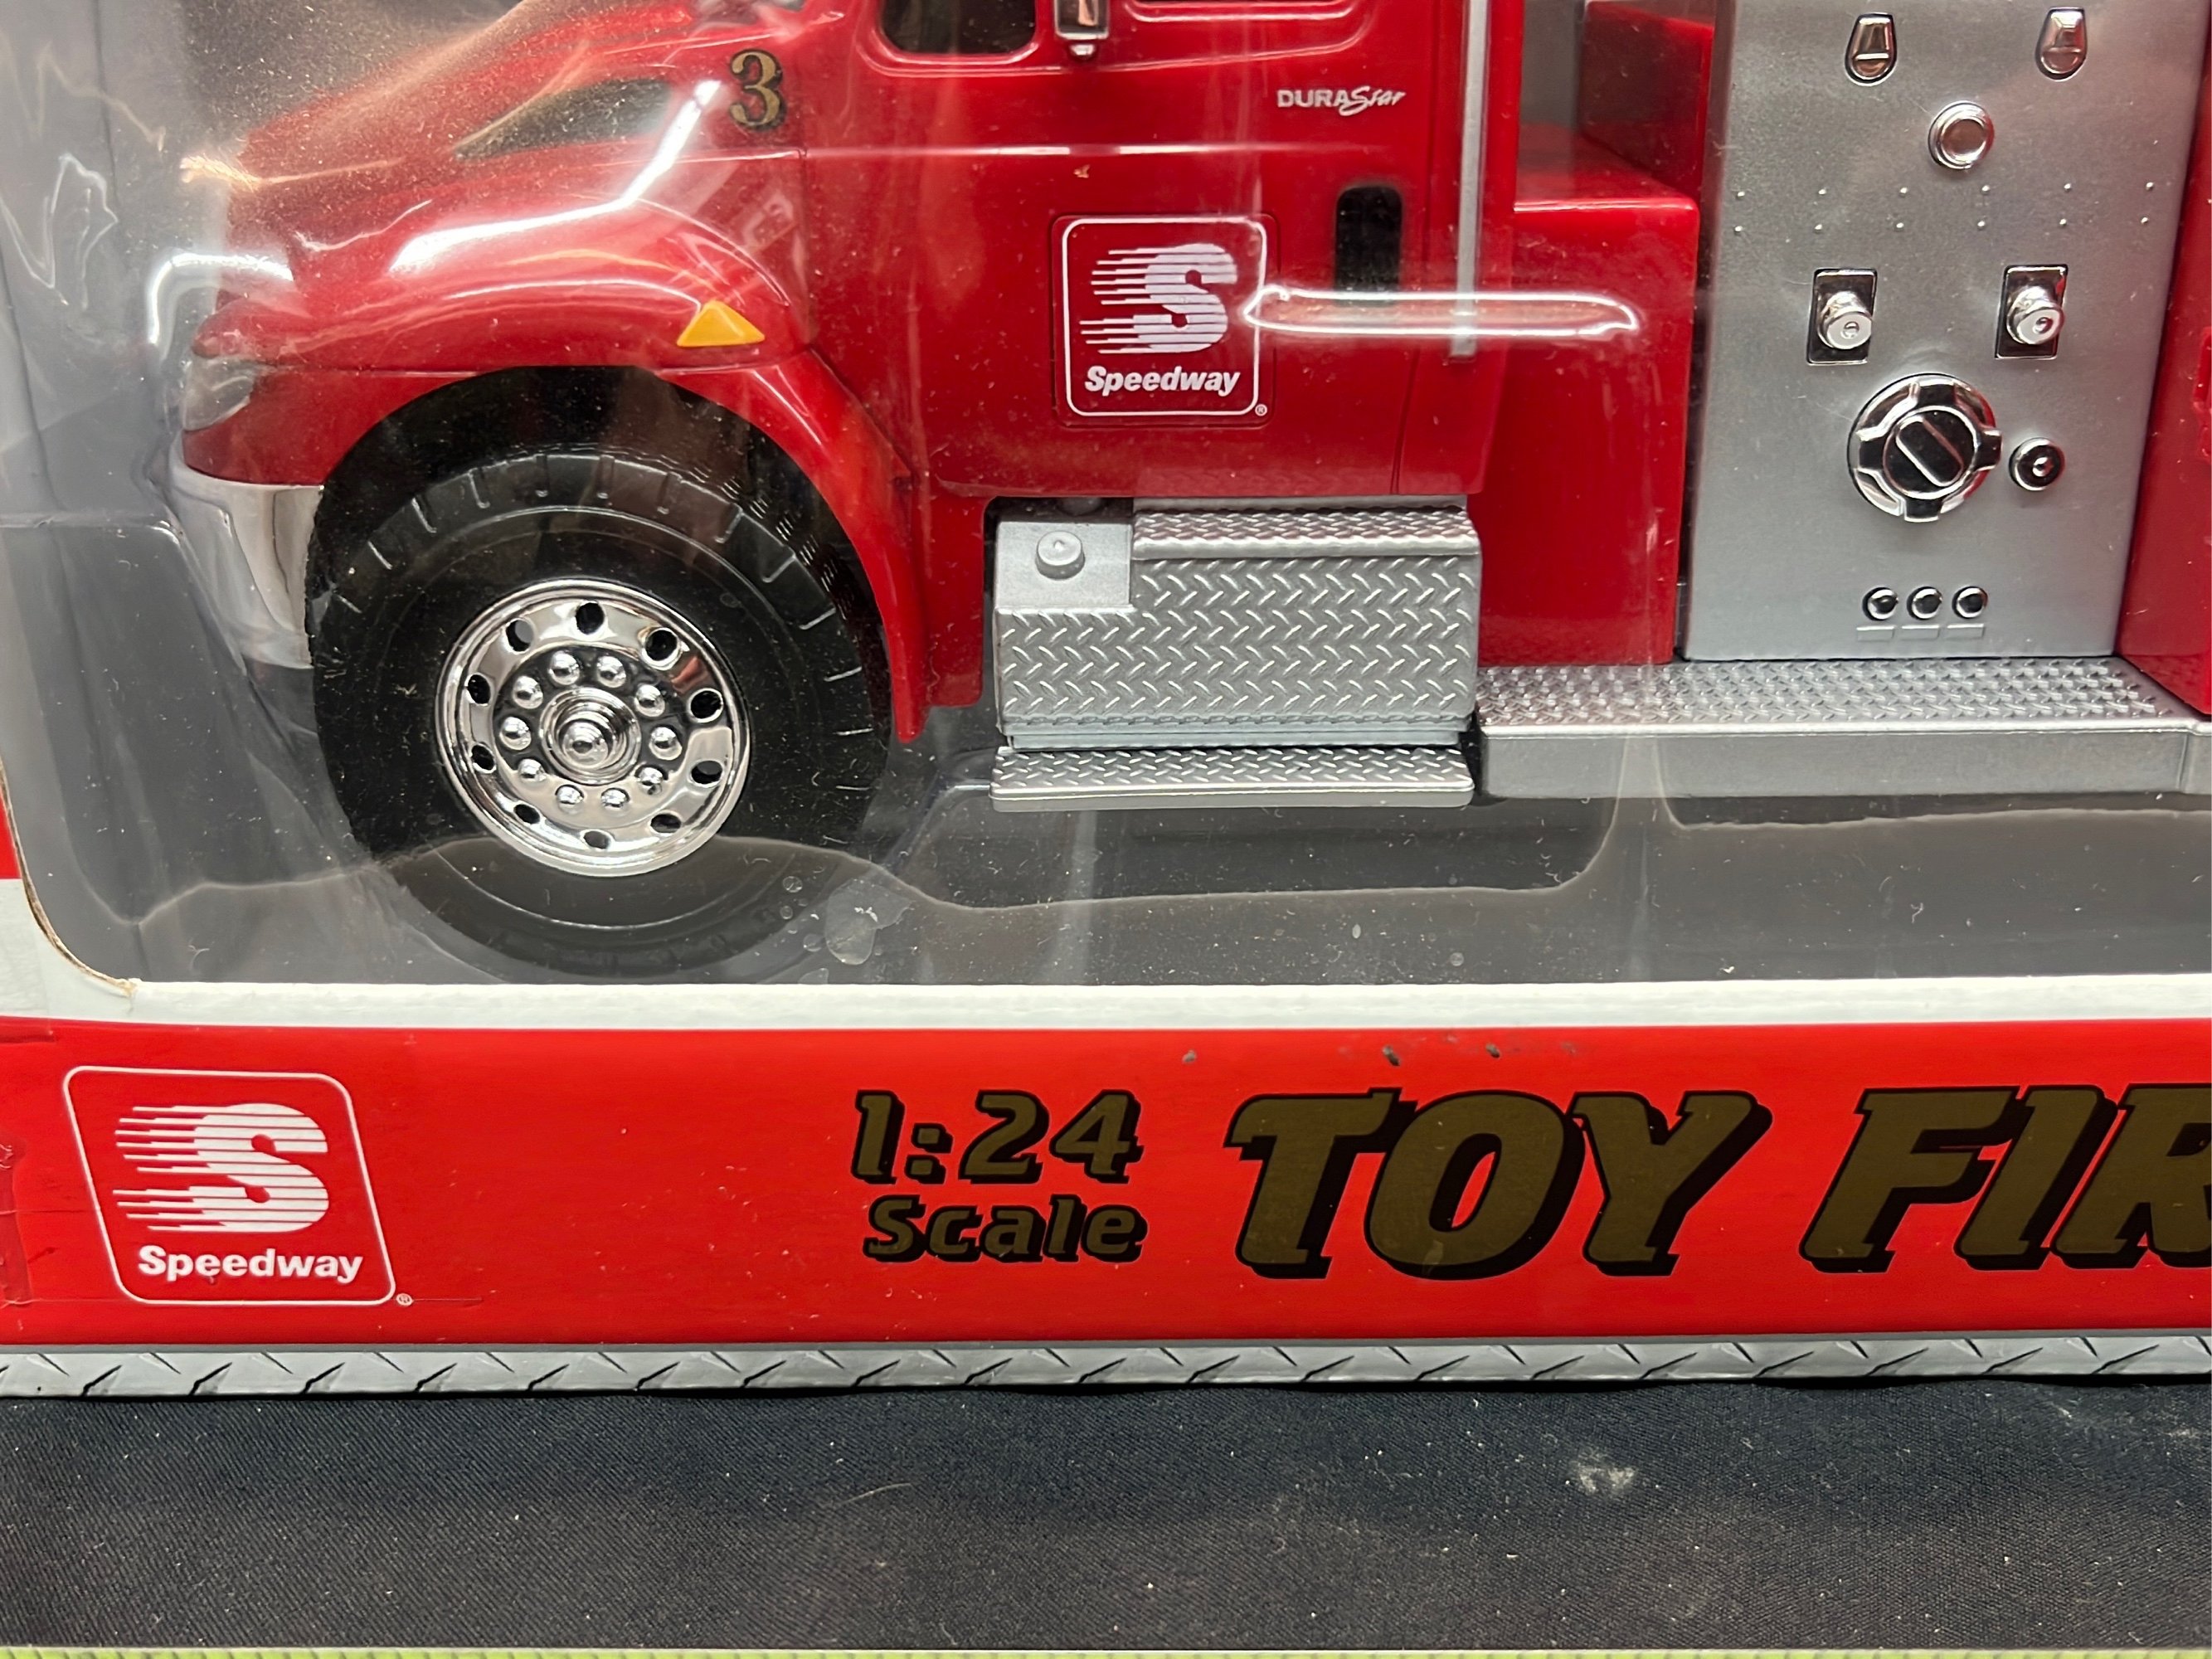 3
DURAStar
S
Speedway
®
S
Speedway
®
1:24
Scale
TOY FIR